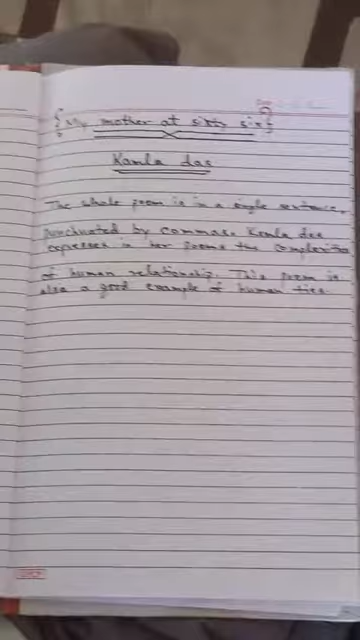 My mother at sixty six
Kamla das
The whole poem is in a single sentence,
punctuated by commas. Kamla das
expresses in her poems the complexities
of human relationship. This poem is
also a good example of human ties